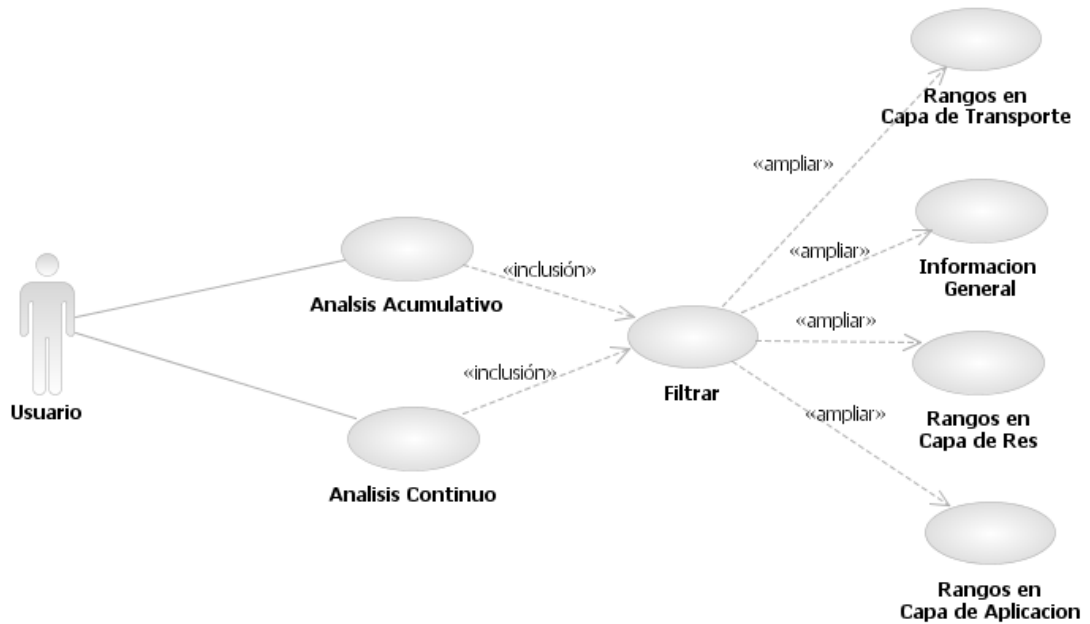 Rangos en
Capa de Transporte
«ampliar»
«ampliar»
Informacion
General
«inclusión»
Analsis Acumulativo
«ampliar»
«inclusión»
Filtrar
Usuario
«ampliar»
Rangos en
Capa de Res
Analisis Continuo
Rangos en
Capa de Aplicacion